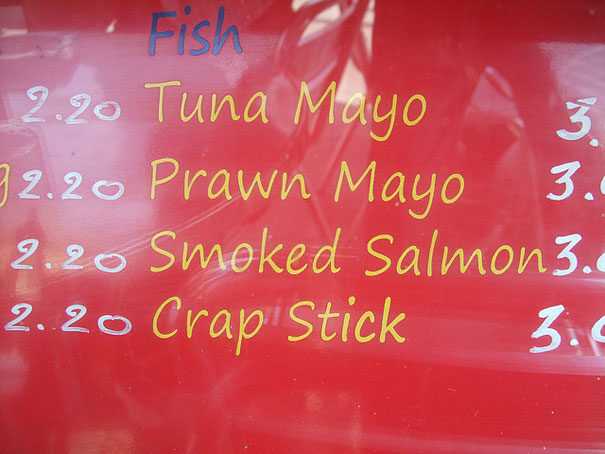 Fish
2.20 Tuna Mayo 3.
2.20 Prawn Mayo 3.
2.20 Smoked Salmon 3.
2.20 Crap Stick 3.